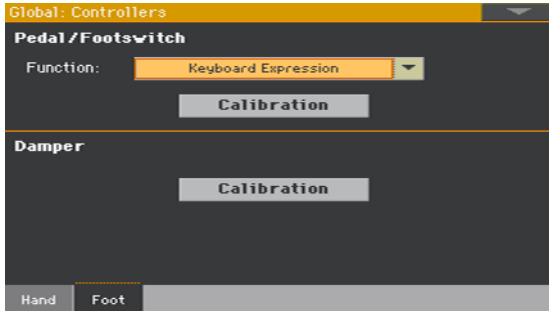 Global: Controllers
Pedal/Footswitch
Function: Keyboard Expression
Calibration
Damper
Calibration
Hand Foot